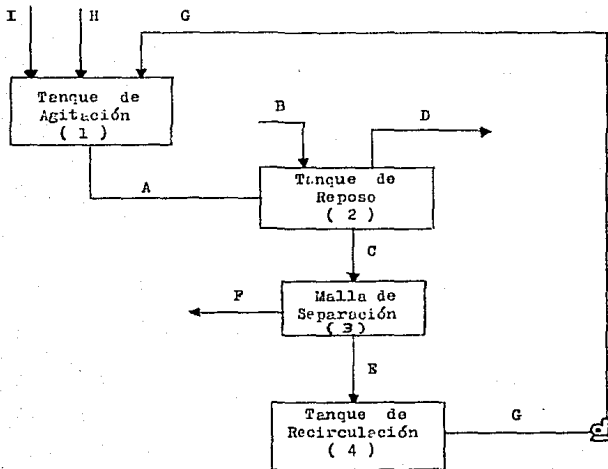 I H G
Tanque de
Agitación
( 1 )
B
D
A
Tanque de
Reposo
( 2 )
C
F
Malla de
Separación
( 3 )
E
Tanque de
Recirculación
( 4 )
G